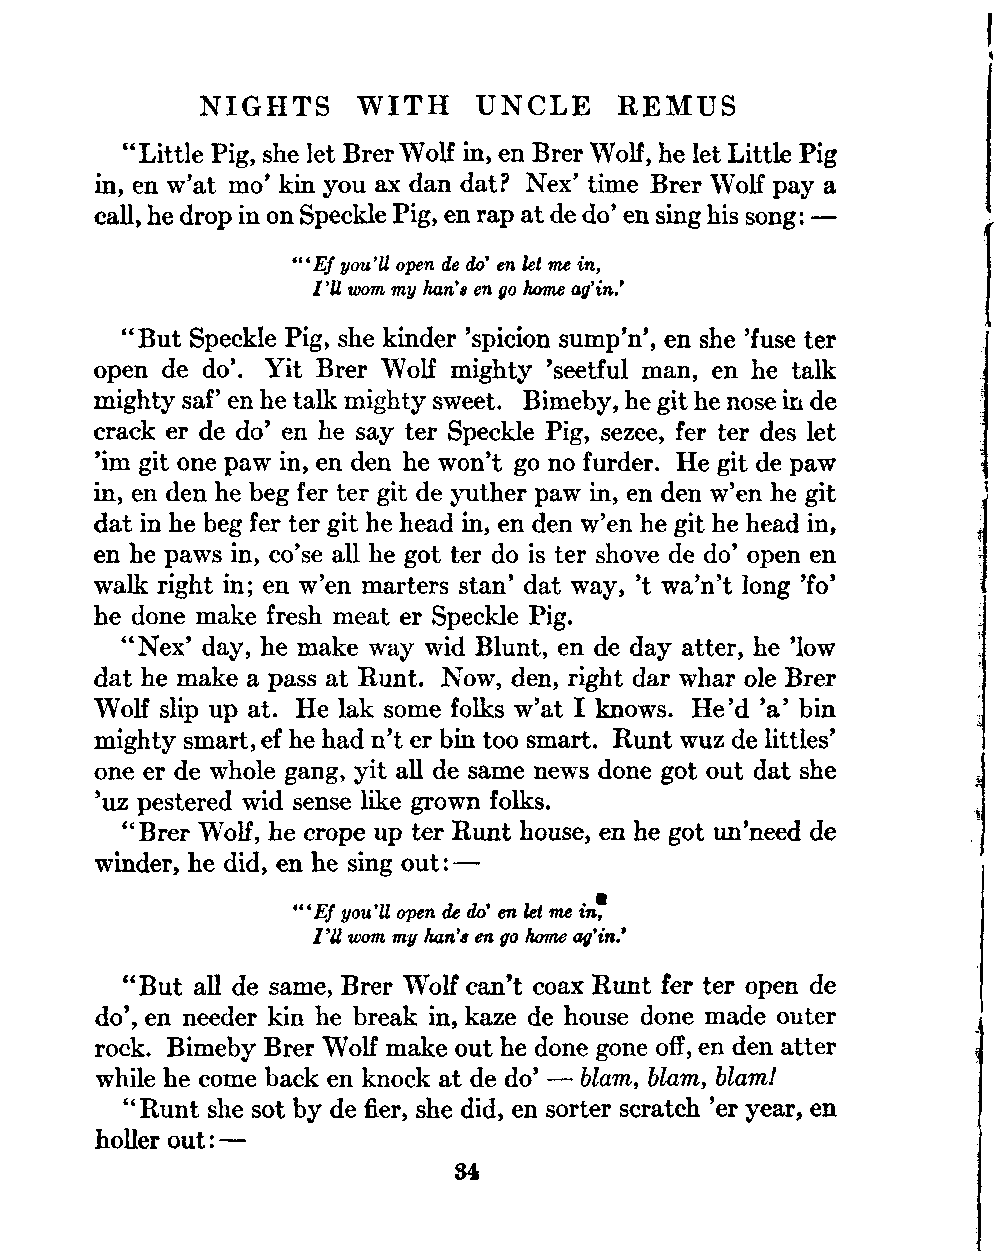 NIGHTS WITH UNCLE REMUS
“Little Pig, she let Brer Wolf in, en Brer Wolf, he let Little Pig
in, en w’at mo’ kin you ax dan dat? Nex’ time Brer Wolf pay a
call, he drop in on Speckle Pig, en rap at de do’ en sing his song: —
“‘Ef you’ll open de do’ en let me in,
I’ll wom my han’s en go home ag’in.’
“But Speckle Pig, she kinder ’spicion sump’n’, en she ’fuse ter
open de do’. Yit Brer Wolf mighty ’seetful man, en he talk
mighty saf’ en he talk mighty sweet. Bimeby, he git he nose in de
crack er de do’ en he say ter Speckle Pig, sezee, fer ter des let
’im git one paw in, en den he won’t go no furder. He git de paw
in, en den he beg fer ter git de yuther paw in, en den w’en he git
dat in he beg fer ter git he head in, en den w’en he git he head in,
en he paws in, co’se all he got ter do is ter shove de do’ open en
walk right in; en w’en marters stan’ dat way, ’t wa’n’t long ’fo’
he done make fresh meat er Speckle Pig.
“Nex’ day, he make way wid Blunt, en de day atter, he ’low
dat he make a pass at Runt. Now, den, right dar whar ole Brer
Wolf slip up at. He lak some folks w’at I knows. He’d ’a’ bin
mighty smart, ef he had n’t er bin too smart. Runt wuz de littles’
one er de whole gang, yit all de same news done got out dat she
’uz pestered wid sense like grown folks.
“Brer Wolf, he crope up ter Runt house, en he got un’need de
winder, he did, en he sing out: —
“‘Ef you’ll open de do’ en let me in,
I’ll wom my han’s en go home ag’in.’
“But all de same, Brer Wolf can’t coax Runt fer ter open de
do’, en needer kin he break in, kaze de house done made outer
rock. Bimeby Brer Wolf make out he done gone off, en den atter
while he come back en knock at de do’ — blam, blam, blam!
“Runt she sot by de fier, she did, en sorter scratch ’er year, en
holler out: —
34